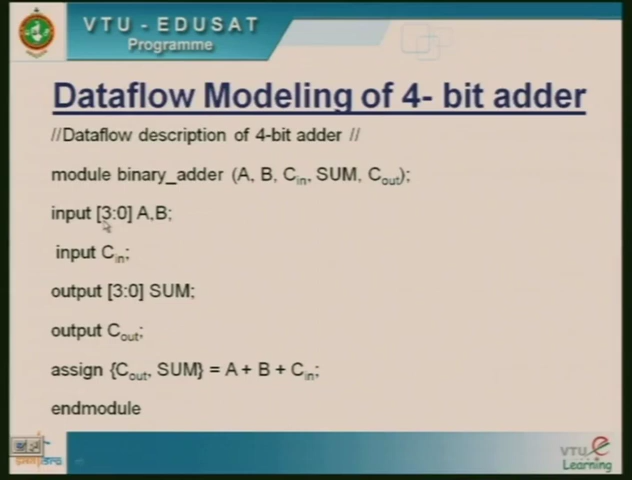 VTU - EDUSAT
Programme
Dataflow Modeling of 4- bit adder
//Dataflow description of 4-bit adder //
module binary_adder (A, B, Cin, SUM, Cout);
input [3:0] A,B;
input Cin;
output [3:0] SUM;
output Cout;
assign {Cout, SUM} = A + B + Cin;
endmodule
VTU e
Learning